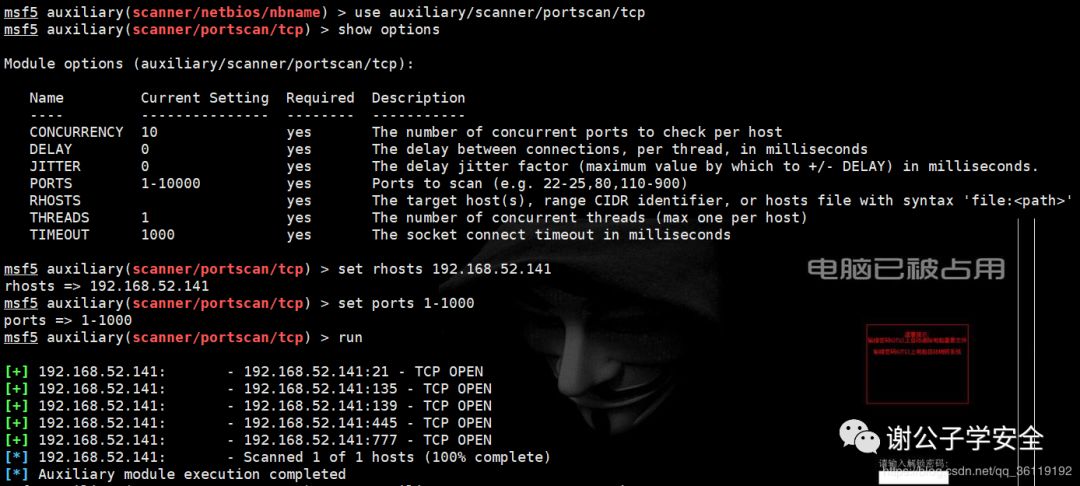 msf5 auxiliary(scanner/netbios/nbname) > use auxiliary/scanner/portscan/tcp
msf5 auxiliary(scanner/portscan/tcp) > show options
Module options (auxiliary/scanner/portscan/tcp):
Name Current Setting Required Description
---- --------------- -------- -----------
CONCURRENCY 10 yes The number of concurrent ports to check per host
DELAY 0 yes The delay between connections, per thread, in milliseconds
JITTER 0 yes The delay jitter factor (maximum value by which to +/- DELAY) in milliseconds.
PORTS 1-10000 yes Ports to scan (e.g. 22-25,80,110-900)
RHOSTS yes The target host(s), range CIDR identifier, or hosts file with syntax 'file:<path>'
THREADS 1 yes The number of concurrent threads (max one per host)
TIMEOUT 1000 yes The socket connect timeout in milliseconds
msf5 auxiliary(scanner/portscan/tcp) > set rhosts 192.168.52.141
rhosts => 192.168.52.141
msf5 auxiliary(scanner/portscan/tcp) > set ports 1-1000
ports => 1-1000
msf5 auxiliary(scanner/portscan/tcp) > run
[+] 192.168.52.141: - 192.168.52.141:21 - TCP OPEN
[+] 192.168.52.141: - 192.168.52.141:135 - TCP OPEN
[+] 192.168.52.141: - 192.168.52.141:139 - TCP OPEN
[+] 192.168.52.141: - 192.168.52.141:445 - TCP OPEN
[+] 192.168.52.141: - 192.168.52.141:777 - TCP OPEN
[*] 192.168.52.141: - Scanned 1 of 1 hosts (100% complete)
[*] Auxiliary module execution completed
电脑已被占用
谢公子学安全
请输入解锁密码:
https://blog.csdn.net/qq_36119192